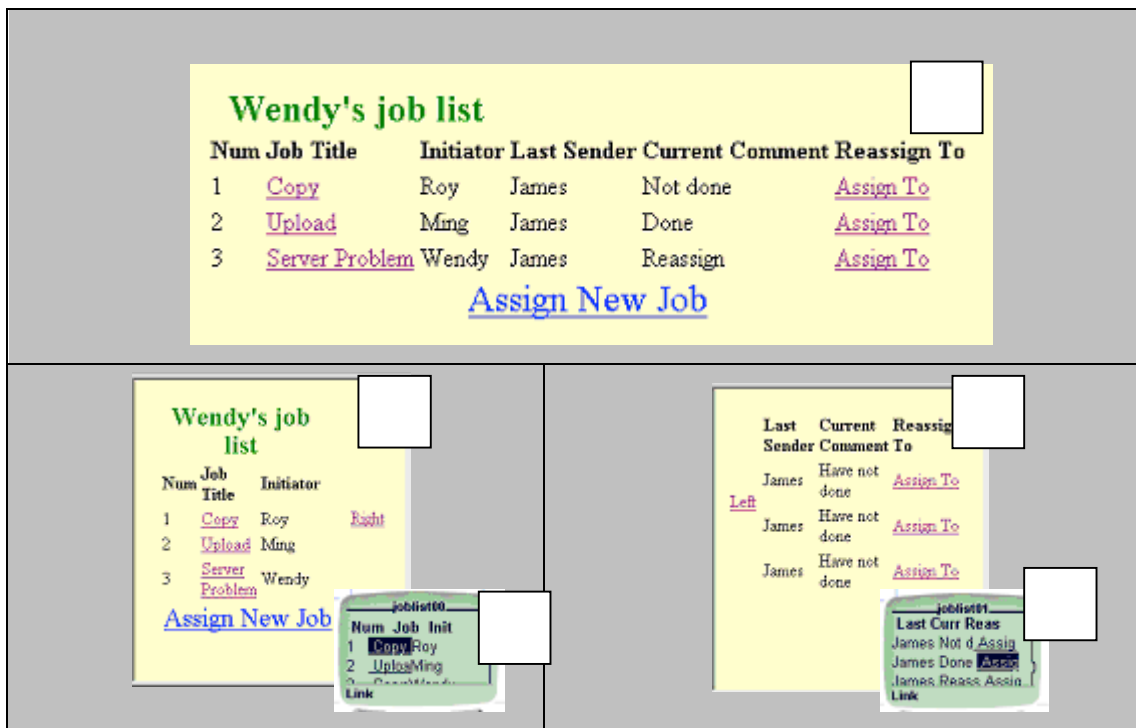 Wendy's job list
Num Job Title Initiator Last Sender Current Comment Reassign To
1 Copy Roy James Not done Assign To
2 Upload Ming James Done Assign To
3 Server Problem Wendy James Reassign Assign To
Assign New Job
Wendy's job
list
Num Job Title Initiator
1 Copy Roy Right
2 Upload Ming
3 Server Problem Wendy
Assign New Job
joblist00
Num Job Init
1 Copy Roy
2 Uploa Ming
Link
Last Sender Current Comment Reassig To
James Have not done Assign To
Left
James Have not done Assign To
James Have not done Assign To
joblist01
Last Curr Reas
James Not d Assig
James Done Assig
James Reass Assig
Link